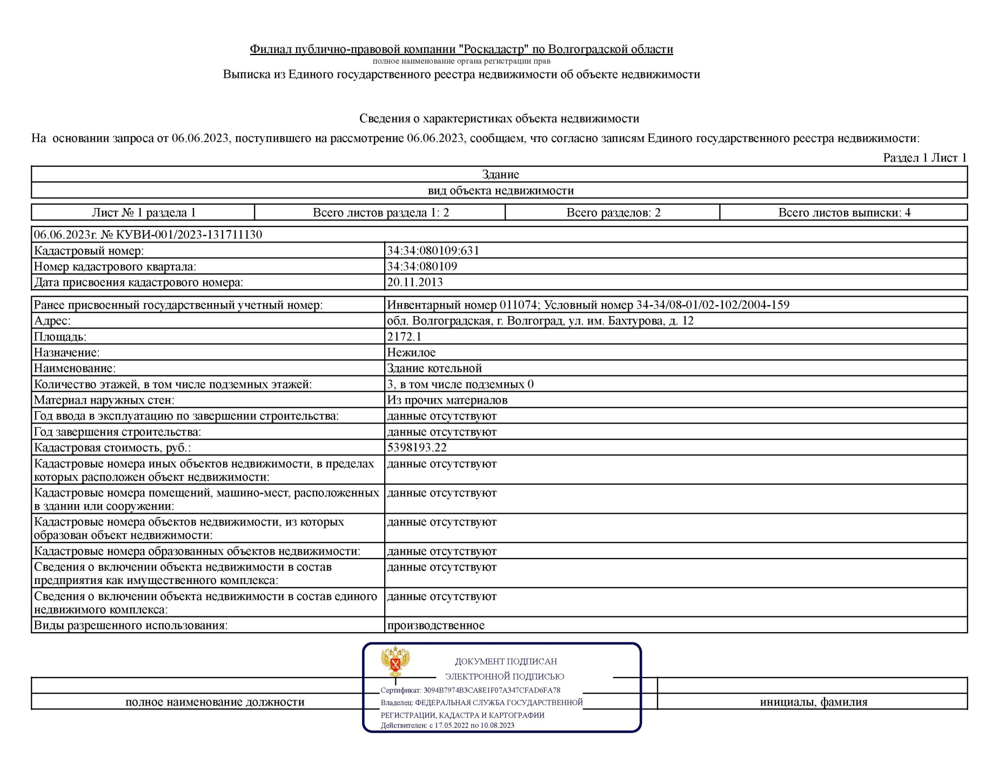 Филиал публично-правовой компании "Роскадастр" по Волгоградской области
полное наименование органа регистрации прав
Выписка из Единого государственного реестра недвижимости об объекте недвижимости
Сведения о характеристиках объекта недвижимости
На основании запроса от 06.06.2023, поступившего на рассмотрение 06.06.2023, сообщаем, что согласно записям Единого государственного реестра недвижимости:
Раздел 1 Лист 1
Здание
вид объекта недвижимости
Лист № 1 раздела 1 Всего листов раздела 1: 2 Всего разделов: 2 Всего листов выписки: 4
06.06.2023г. № КУВИ-001/2023-131711130
Кадастровый номер: 34:34:080109:631
Номер кадастрового квартала: 34:34:080109
Дата присвоения кадастрового номера: 20.11.2013
Ранее присвоенный государственный учетный номер: Инвентарный номер 011074; Условный номер 34-34/08-01/02-102/2004-159
Адрес: обл. Волгоградская, г. Волгоград, ул. им. Бахтурова, д. 12
Площадь: 2172.1
Назначение: Нежилое
Наименование: Здание котельной
Количество этажей, в том числе подземных этажей: 3, в том числе подземных 0
Материал наружных стен: Из прочих материалов
Год ввода в эксплуатацию по завершении строительства: данные отсутствуют
Год завершения строительства: данные отсутствуют
Кадастровая стоимость, руб.: 5398193.22
Кадастровые номера иных объектов недвижимости, в пределах данные отсутствуют
которых расположен объект недвижимости:
Кадастровые номера помещений, машино-мест, расположенных данные отсутствуют
в здании или сооружении:
Кадастровые номера объектов недвижимости, из которых данные отсутствуют
образован объект недвижимости:
Кадастровые номера образованных объектов недвижимости: данные отсутствуют
Сведения о включении объекта недвижимости в состав данные отсутствуют
предприятия как имущественного комплекса:
Сведения о включении объекта недвижимости в состав единого данные отсутствуют
недвижимого комплекса:
Виды разрешенного использования: производственное
ДОКУМЕНТ ПОДПИСАН
ЭЛЕКТРОННОЙ ПОДПИСЬЮ
Сертификат: 3094B7974B3CA8E1F07A347CFAD6FA78
полное наименование должности Владелец: ФЕДЕРАЛЬНАЯ СЛУЖБА ГОСУДАРСТВЕННОЙ инициалы, фамилия
РЕГИСТРАЦИИ, КАДАСТРА И КАРТОГРАФИИ
Действителен: с 17.05.2022 по 10.08.2023